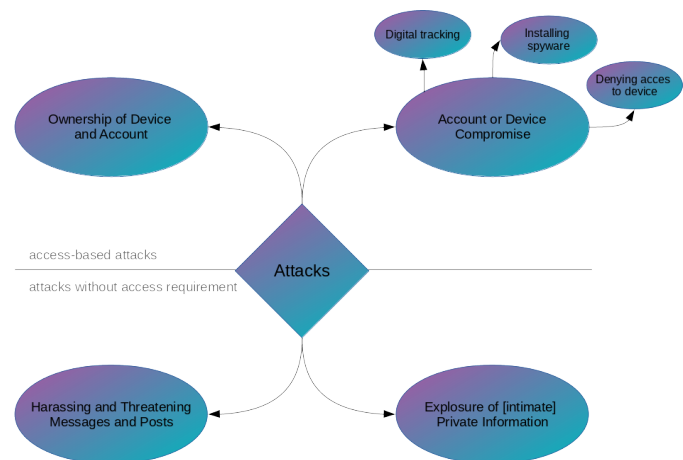 Digital tracking
Installing
spyware
Denying acces
to device
Ownership of Device
and Account
Account or Device
Compromise
access-based attacks
Attacks
attacks without access requirement
Harassing and Threatening
Messages and Posts
Explosure of [intimate]
Private Information